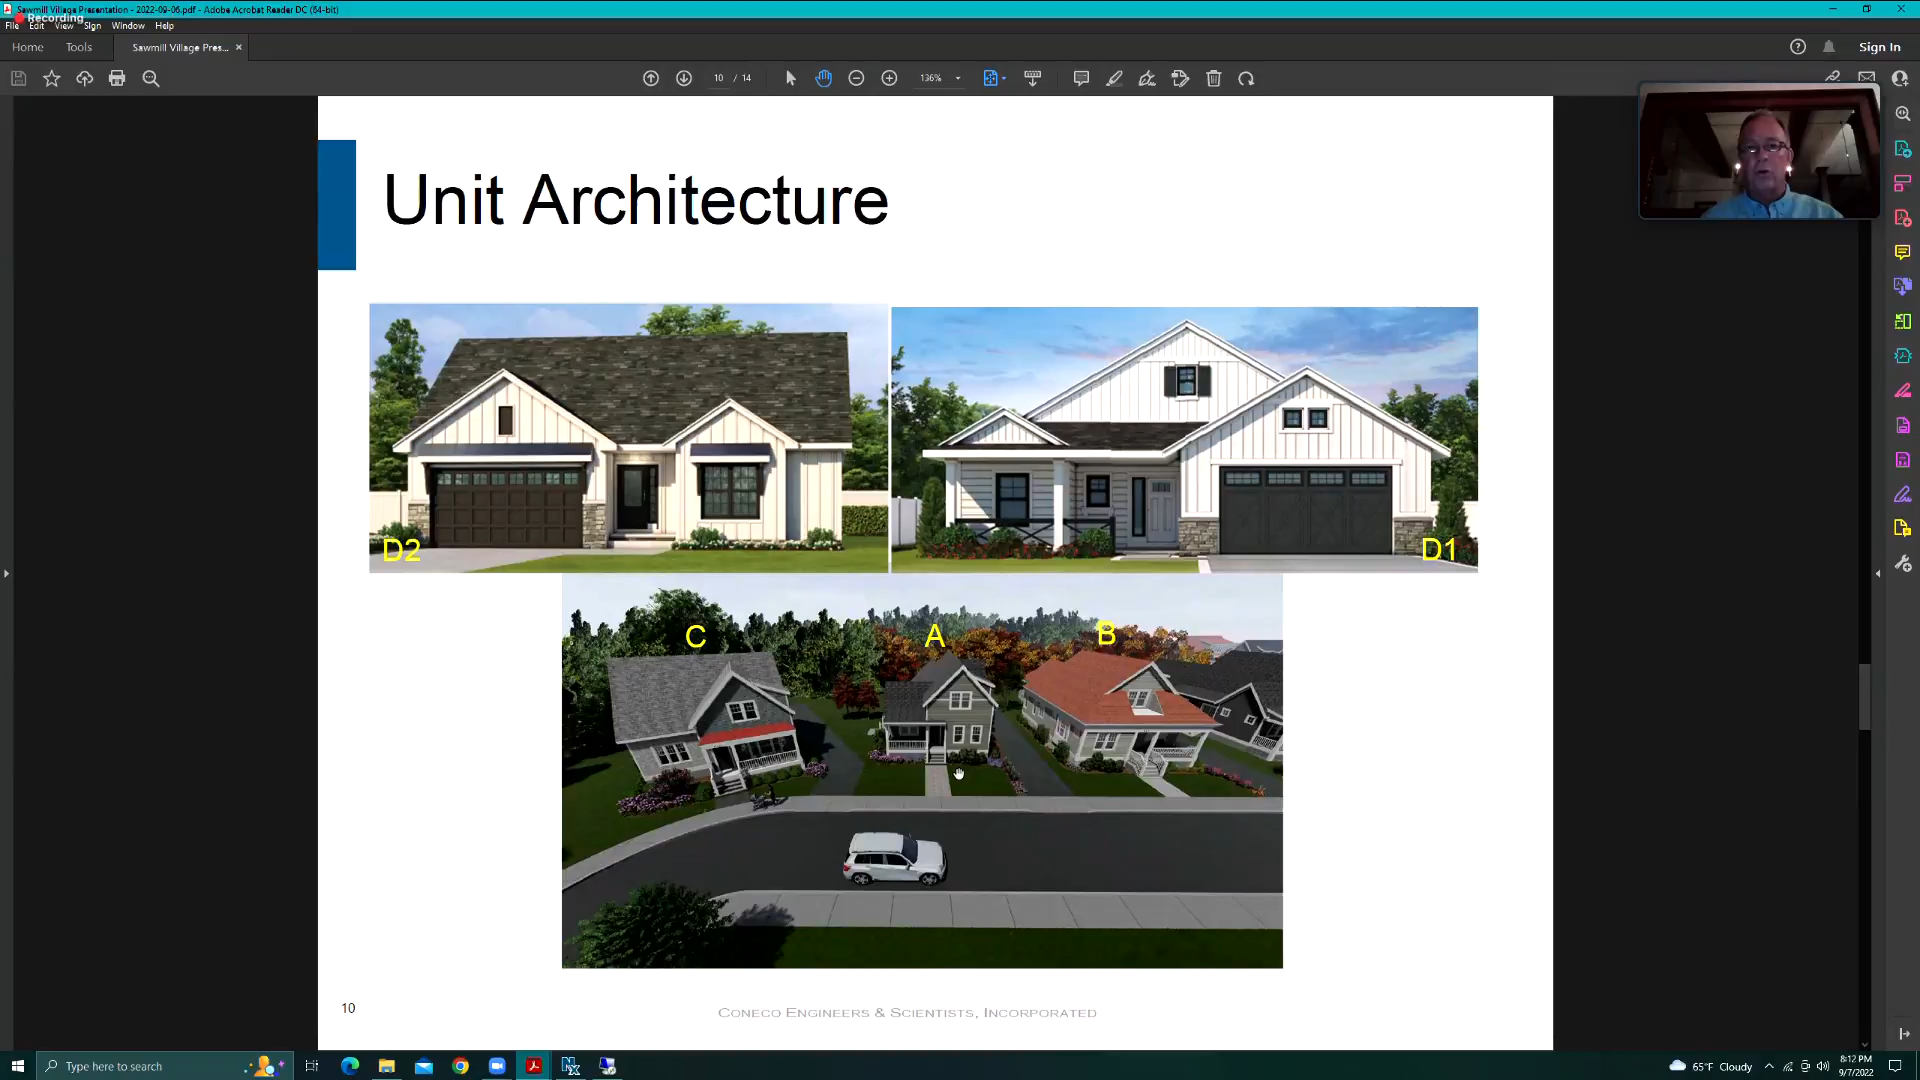 Sawmill Village Presentation - 2022-09-06.pdf - Adobe Acrobat Reader DC (64-bit)
Recording
File Edit View Sign Window Help
Home Tools Sawmill Village Pres... ×
Sign In
10 / 14
136%
Unit Architecture
D2
D1
C
A
B
10
CONECO ENGINEERS & SCIENTISTS, INCORPORATED
Type here to search
65°F Cloudy
8:12 PM
9/7/2022